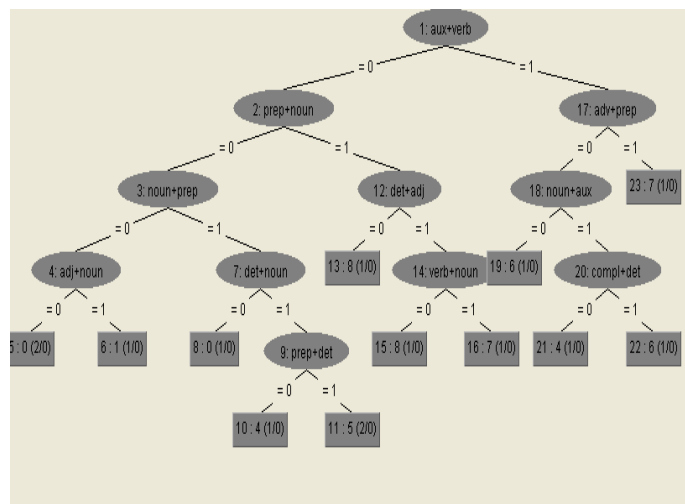 1: aux+verb
= 0
= 1
2: prep+noun
17: adv+prep
= 0
= 1
= 0
=1
3: noun+prep
12: det+adj
18: noun+aux
23 : 7 (1/0)
= 0
= 1
= 0
= 1
= 0
= 1
4: adj+noun
7: det+noun
13 : 8 (1/0)
14: verb+noun
19 : 6 (1/0)
20: compl+det
= 0
=1
= 0
= 1
= 0
=1
= 0
= 1
5 : 0 (2/0)
6 : 1 (1/0)
8 : 0 (1/0)
9: prep+det
15 : 8 (1/0)
16 : 7 (1/0)
21 : 4 (1/0)
22 : 6 (1/0)
= 0
= 1
10 : 4 (1/0)
11 : 5 (2/0)